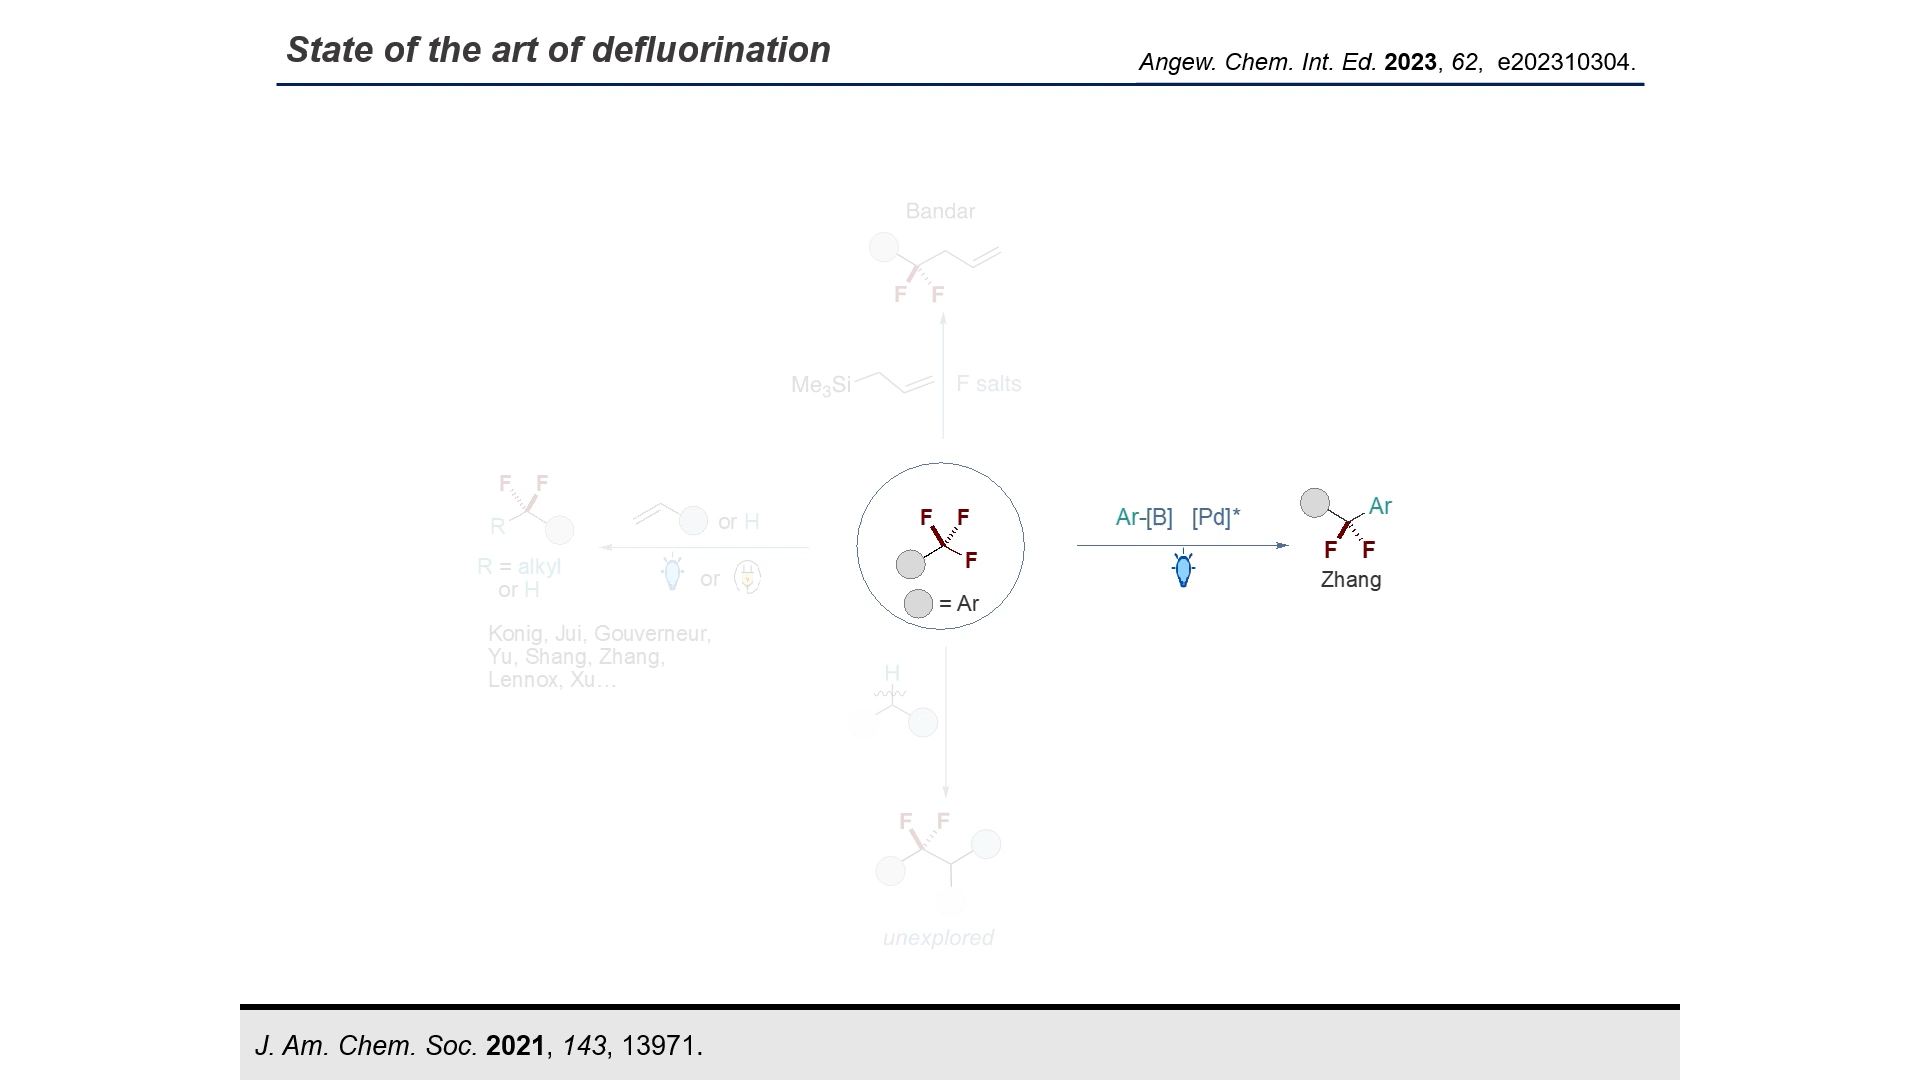 State of the art of defluorination
Angew. Chem. Int. Ed. 2023, 62, e202310304.
Bandar
F F
Me3Si
F salts
F F
R
R = alkyl
or H
or H
or
Konig, Jui, Gouverneur,
Yu, Shang, Zhang,
Lennox, Xu…
F F
F
= Ar
Ar-[B] [Pd]*
Ar
F F
Zhang
H
F F
unexplored
J. Am. Chem. Soc. 2021, 143, 13971.